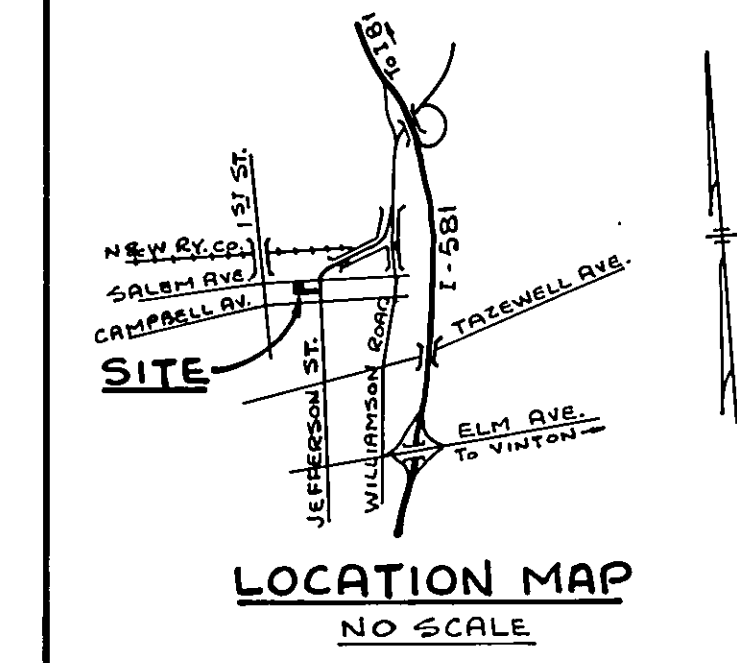 To I 81
1ST ST.
N & W RY. CO.
SALEM AVE.
CAMPBELL AV.
SITE
I-581
TAZEWELL AVE.
JEFFERSON ST.
WILLIAMSON ROAD
ELM AVE.
To VINTON
LOCATION MAP
NO SCALE